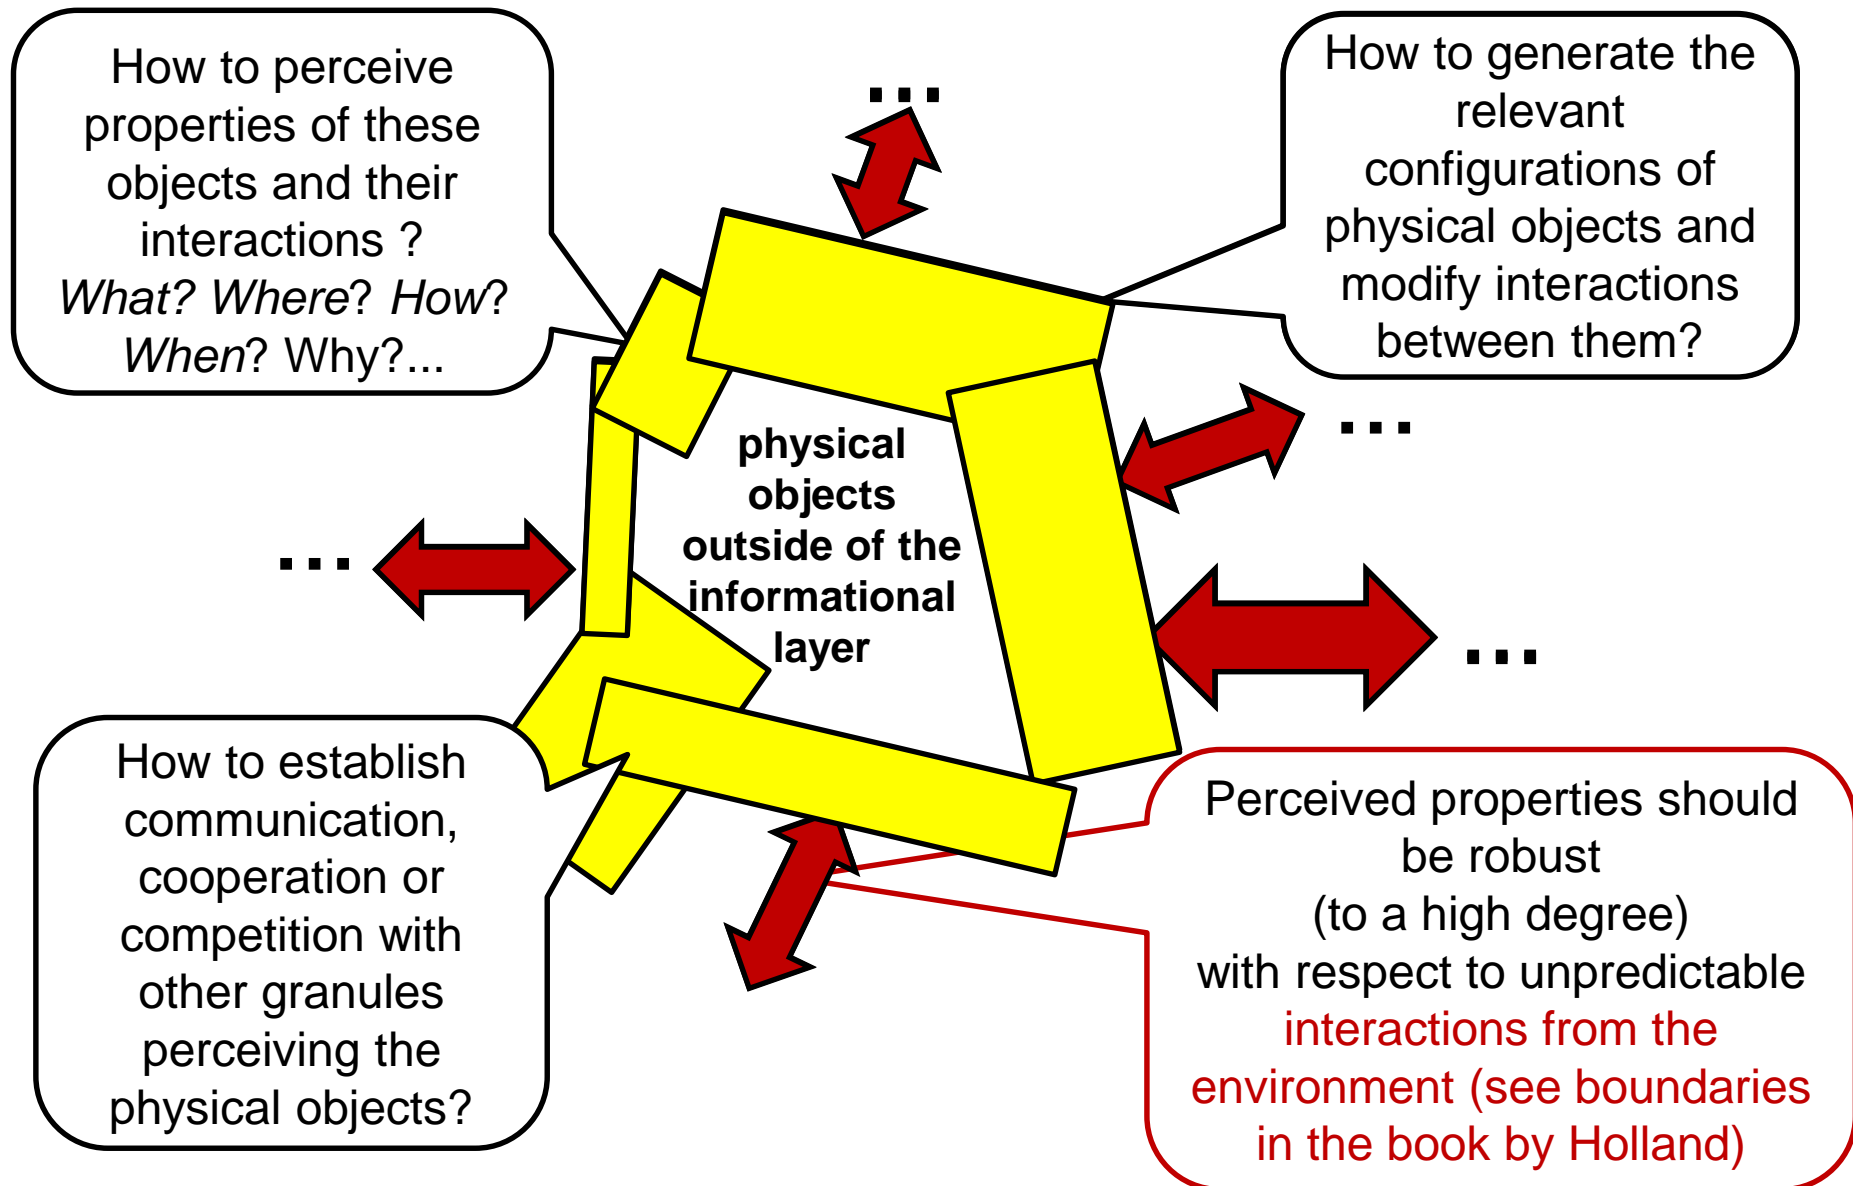 How to perceive
properties of these
objects and their
interactions ?
What? Where? How?
When? Why?...
...
How to generate the
relevant
configurations of
physical objects and
modify interactions
between them?
...
physical
objects
outside of the
informational
layer
...
...
How to establish
communication,
cooperation or
competition with
other granules
perceiving the
physical objects?
Perceived properties should
be robust
(to a high degree)
with respect to unpredictable
interactions from the
environment (see boundaries
in the book by Holland)